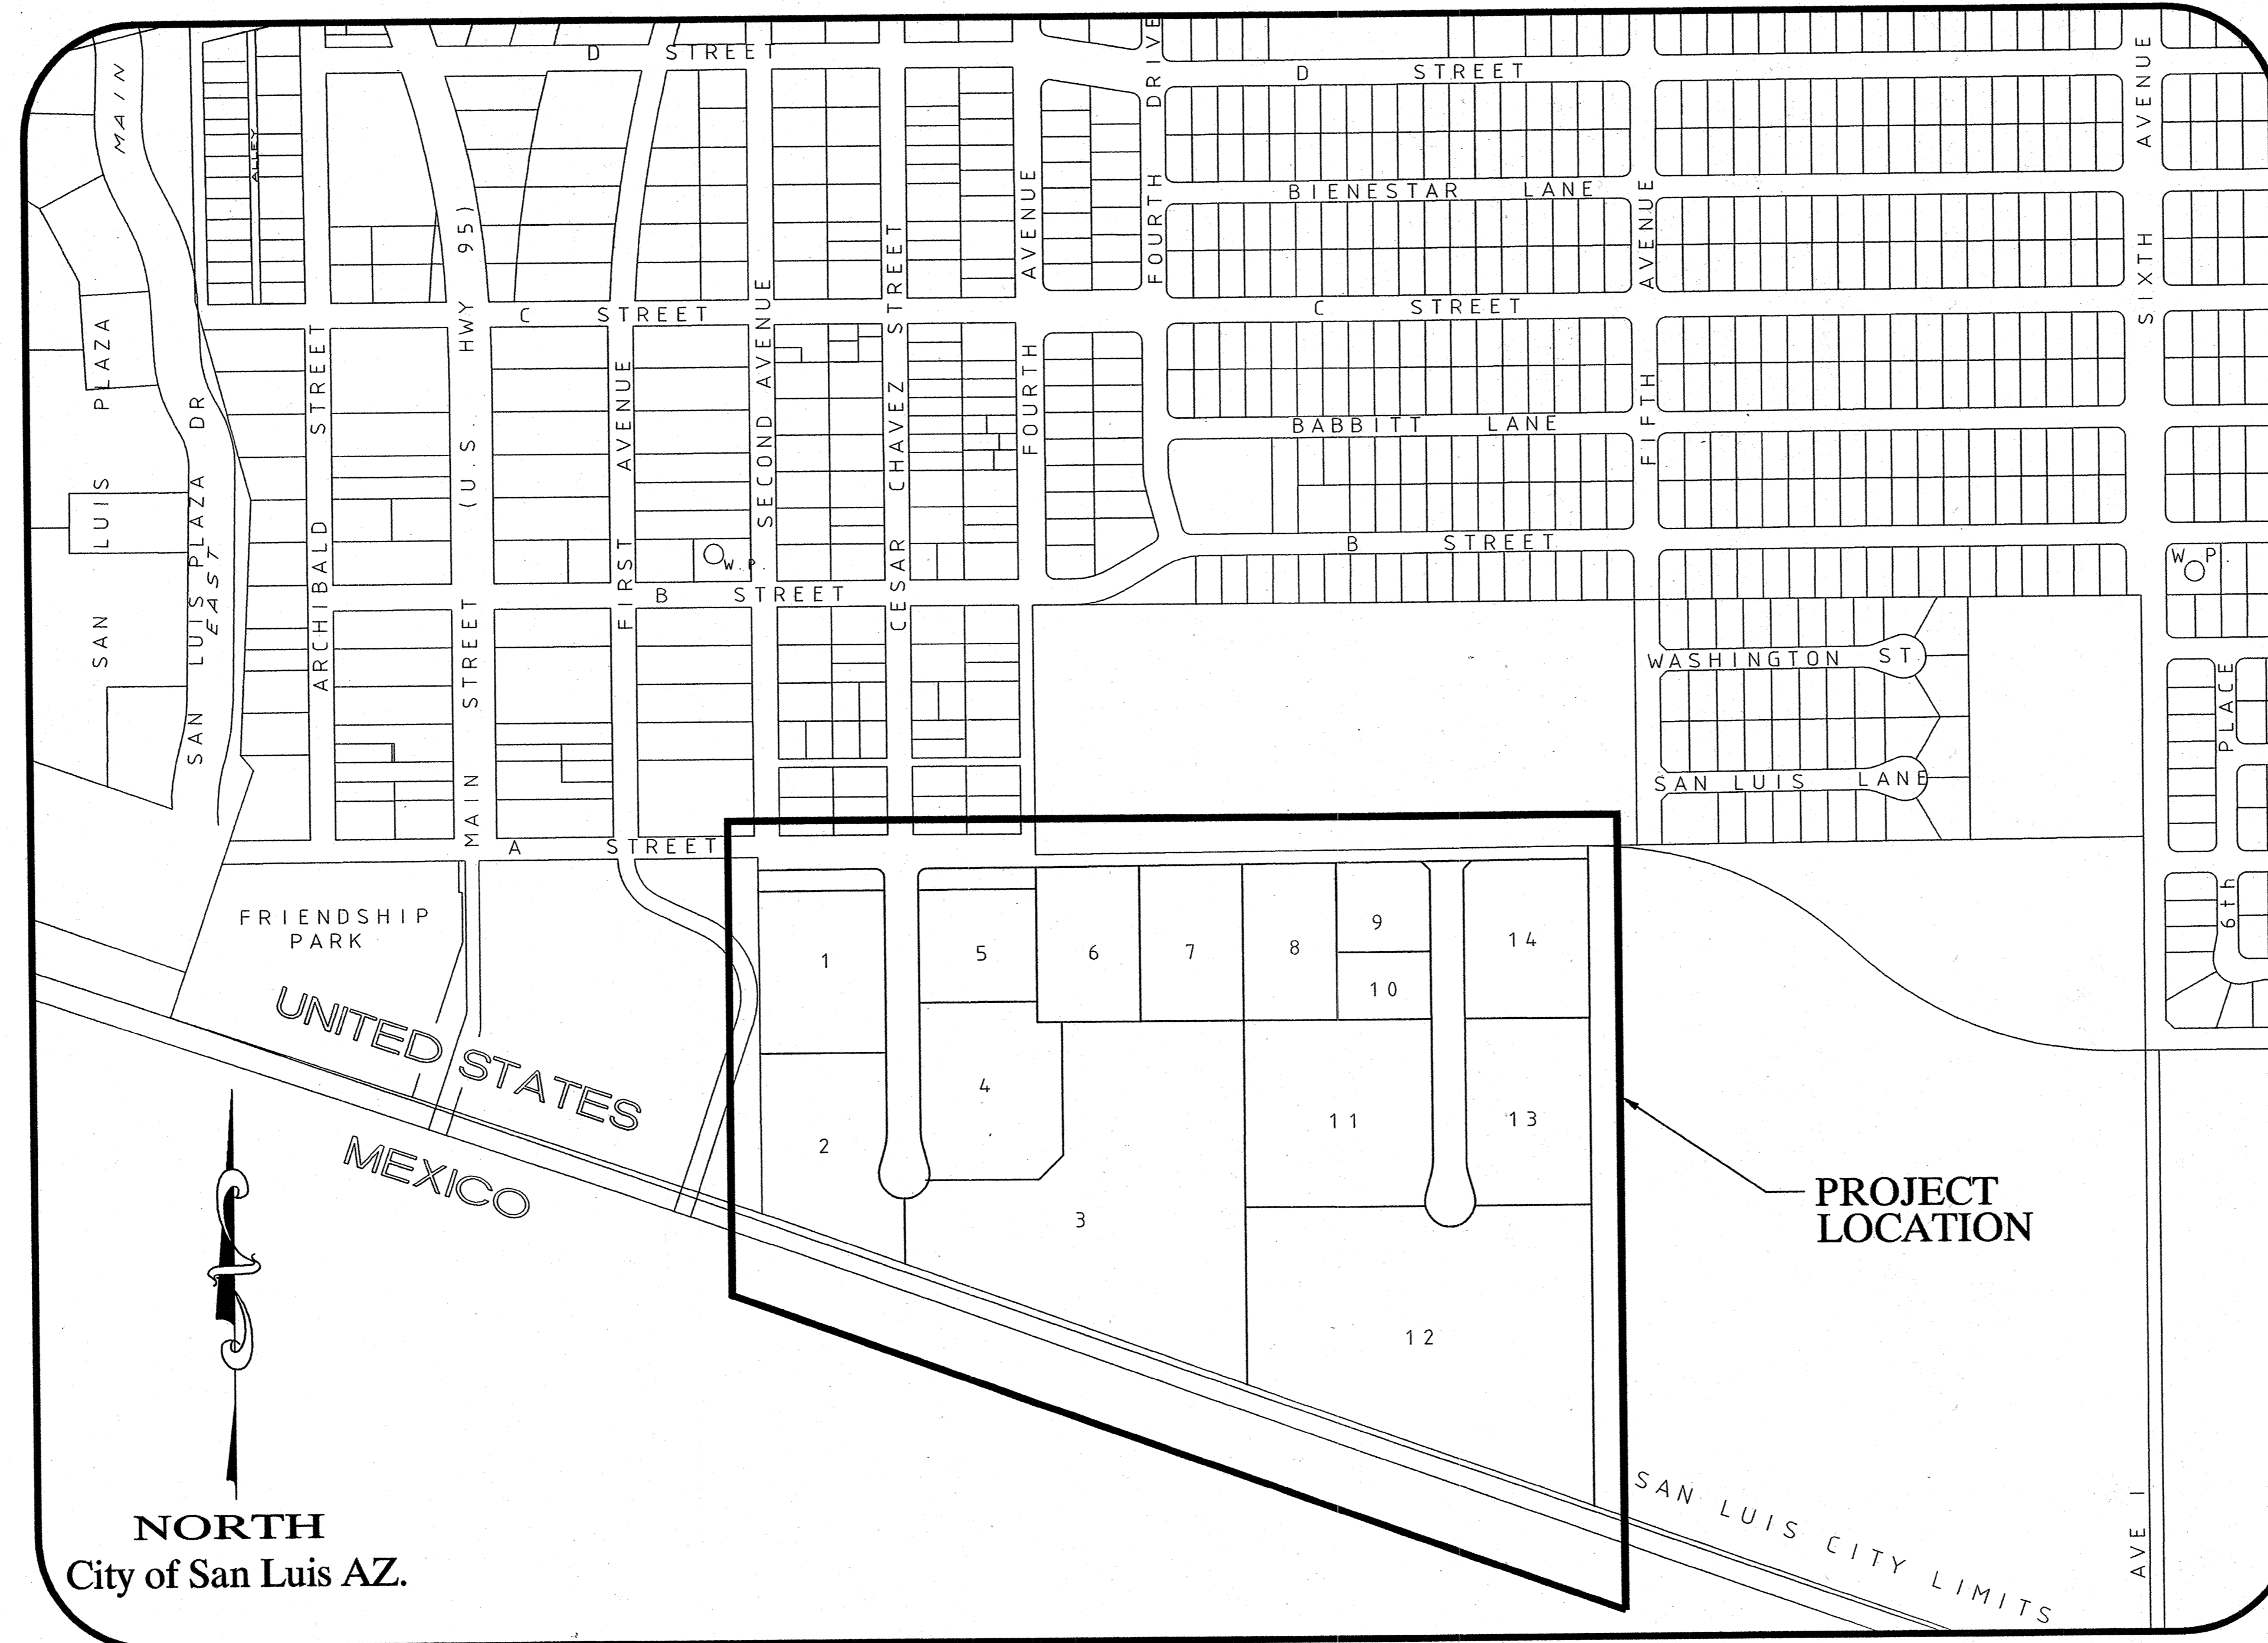 D STREET
D STREET
MAIN
ALLEY
FOURTH DRIVE
SIXTH AVENUE
BIENESTAR LANE
C STREET
C STREET
(U.S. HWY 95)
FOURTH AVENUE
FIFTH AVENUE
BABBITT LANE
SAN LUIS PLAZA
SAN LUIS PLAZA DR
EAST
ARCHIBALD STREET
MAIN STREET
FIRST AVENUE
SECOND AVENUE
CESAR CHAVEZ STREET
W.P.
B STREET
B STREET
W.P.
WASHINGTON ST
SAN LUIS LANE
6th PLACE
A STREET
FRIENDSHIP
PARK
1
2
3
4
5
6
7
8
9
10
11
12
13
14
UNITED STATES
MEXICO
PROJECT
LOCATION
SAN LUIS CITY LIMITS
AVE I
NORTH
City of San Luis AZ.